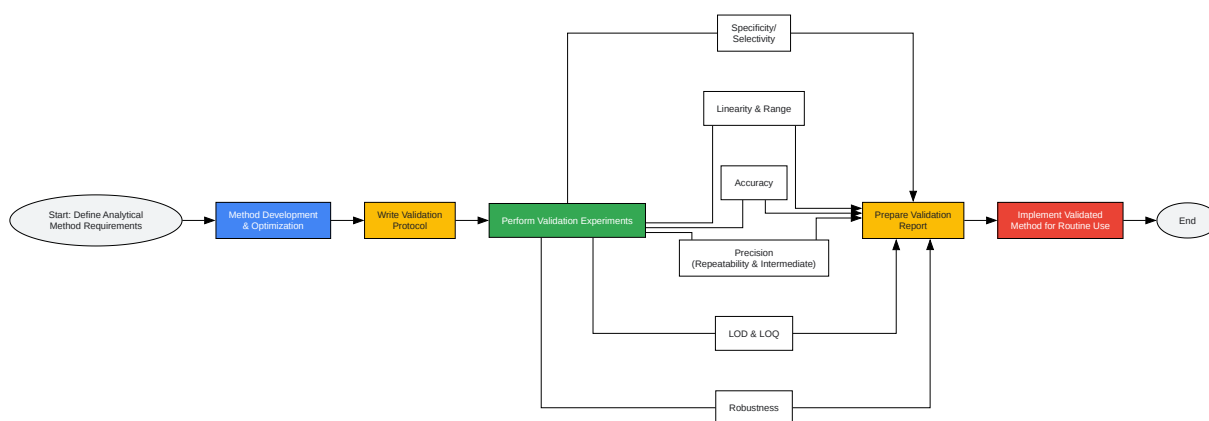 Start: Define Analytical
Method Requirements
Method Development
& Optimization
Write Validation
Protocol
Perform Validation Experiments
Specificity/
Selectivity
Linearity & Range
Accuracy
Precision
(Repeatability & Intermediate)
LOD & LOQ
Robustness
Prepare Validation
Report
Implement Validated
Method for Routine Use
End